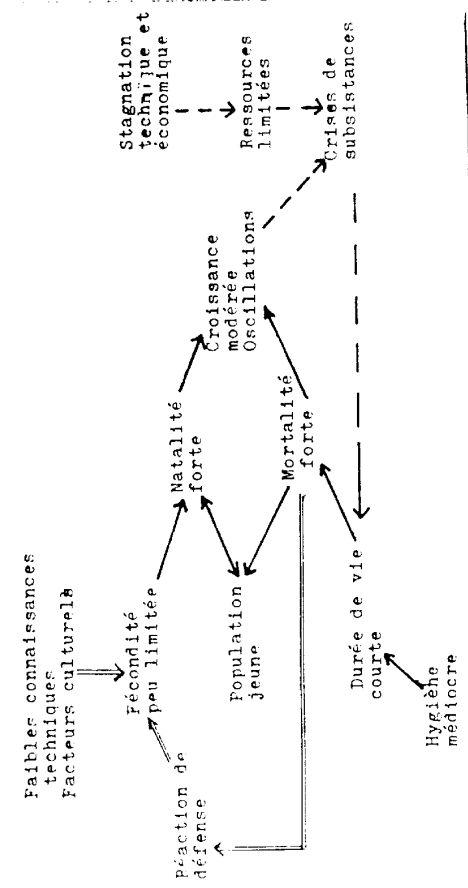 Faibles connaissances
techniques
Facteurs culturels
Réaction de
défense
Fécondité
peu limitée
Natalité
forte
Population
jeune
Mortalité
forte
Croissance
modérée
Oscillations
Durée de vie
courte
Hygiène
médiocre
Stagnation
technique et
économique
Ressources
limitées
Crises de
subsistances